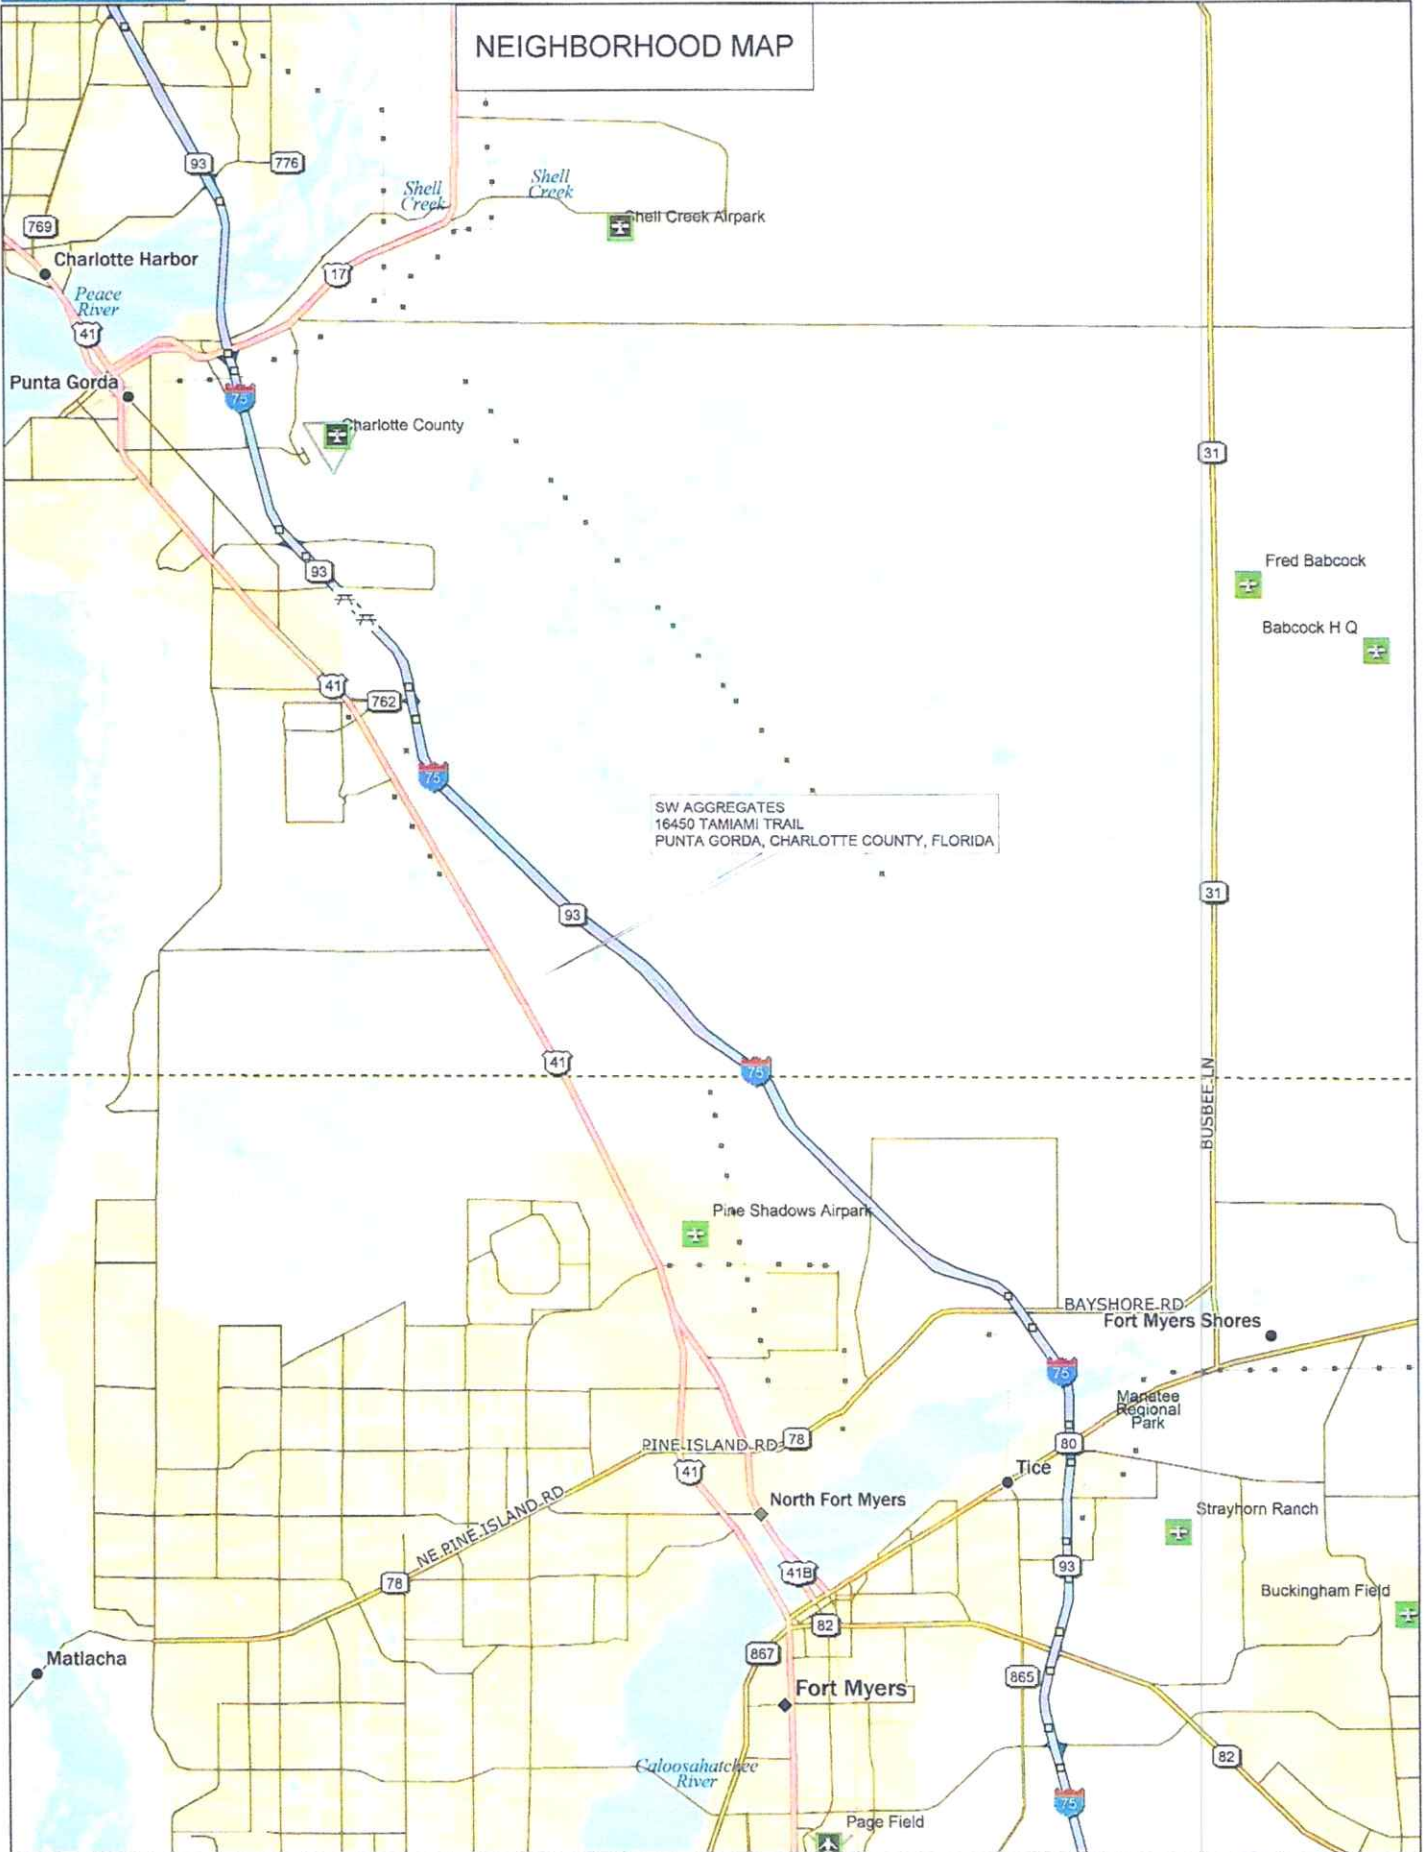 NEIGHBORHOOD MAP
93
776
Shell
Creek
Shell
Creek
769
Shell Creek Airpark
Charlotte Harbor
17
Peace
River
41
Punta Gorda
75
Charlotte County
31
93
Fred Babcock
Babcock H Q
41
762
75
SW AGGREGATES
16450 TAMIAMI TRAIL
PUNTA GORDA, CHARLOTTE COUNTY, FLORIDA
31
93
41
75
BUSBEE LN
Pine Shadows Airpark
BAYSHORE RD
Fort Myers Shores
75
Manatee
Regional
Park
PINE ISLAND RD
78
80
41
Tice
North Fort Myers
NE PINE ISLAND RD
Strayhorn Ranch
41B
93
78
Buckingham Field
82
867
Matlacha
865
Fort Myers
82
Caloosahatchee
River
75
Page Field